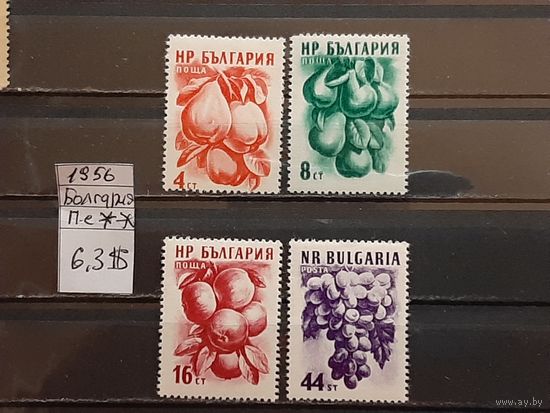 НР БЪЛГАРИЯ
ПОЩА
4 СТ
НР БЪЛГАРИЯ
ПОЩА
8 СТ
1956
Болгария
П-е **
6,3$
НР БЪЛГАРИЯ
ПОЩА
16 СТ
NR BULGARIA
POSTA
44 ST
www.ay.by